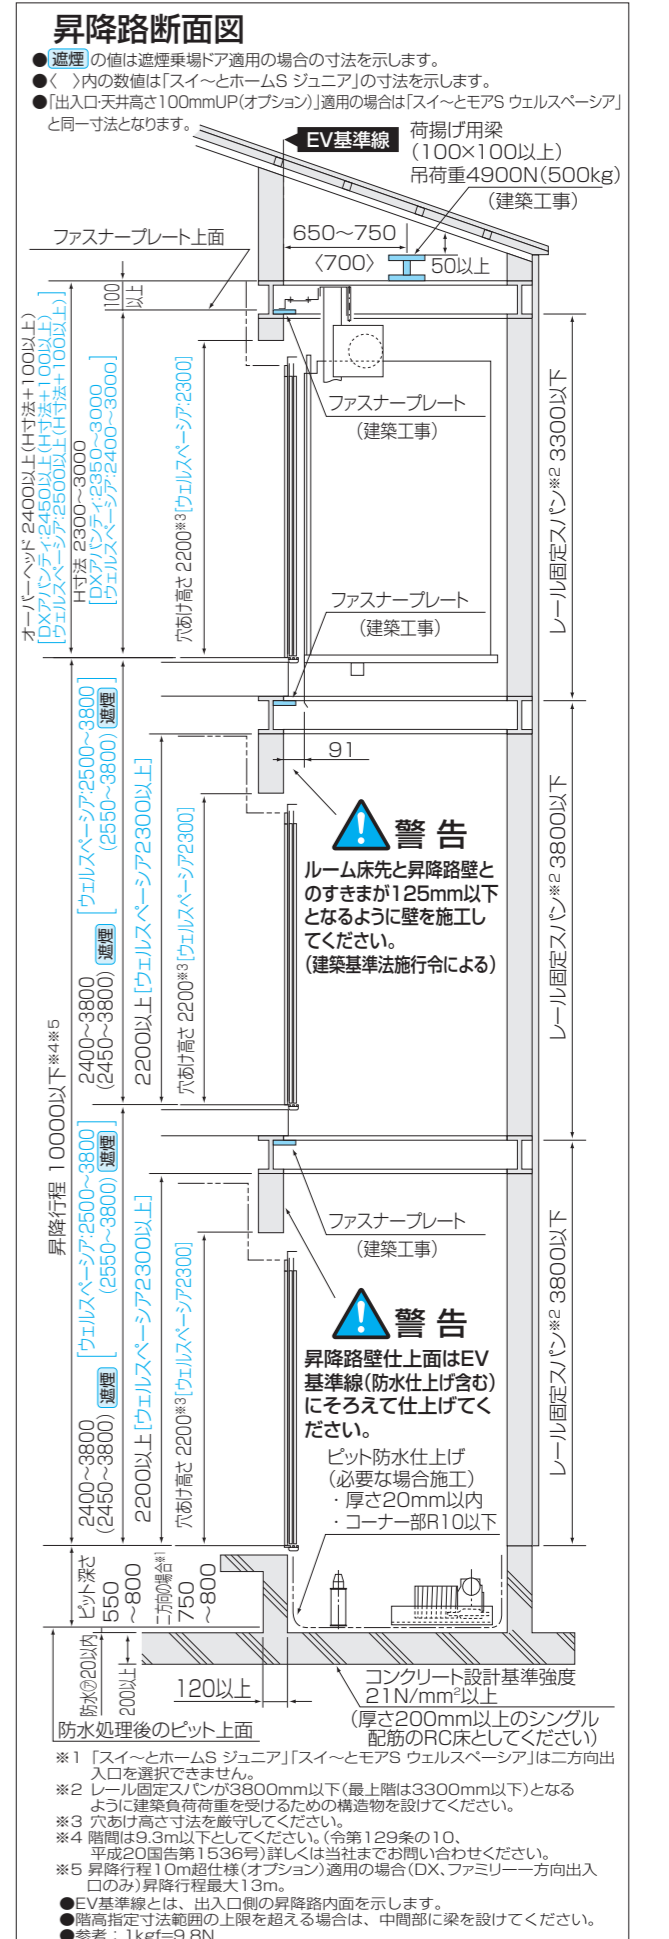 昇降路断面図
●遮煙の値は遮煙乗場ドア適用の場合の寸法を示します。
●〈　〉内の数値は「スイ～とホームS ジュニア」の寸法を示します。
●「出入口・天井高さ100mmUP(オプション)」適用の場合は「スイ～とモアS ウェルスペーシア」
と同一寸法となります。
EV基準線
荷揚げ用梁
(100×100以上)
吊荷重4900N(500kg)
(建築工事)
ファスナープレート上面
650～750
〈700〉
50以上
100
以上
オーバーヘッド 2400以上(H寸法+100以上)
[DXアバンティ:2450以上(H寸法+100以上)
ウェルスペーシア:2500以上(H寸法+100以上)]
H寸法 2300～3000
[DXアバンティ:2350～3000
ウェルスペーシア:2400～3000]
穴あけ高さ 2200※3[ウェルスペーシア:2300]
ファスナープレート
(建築工事)
レール固定スパン※2 3300以下
ファスナープレート
(建築工事)
91
警告
ルーム床先と昇降路壁と
のすきまが125mm以下
となるように壁を施工し
てください。
(建築基準法施行令による)
昇降行程 10000以下※4※5
2400～3800
(2450～3800)遮煙
[ウェルスペーシア:2500～3800
(2550～3800)遮煙]
2200以上[ウェルスペーシア2300以上]
穴あけ高さ 2200※3[ウェルスペーシア2300]
レール固定スパン※2 3800以下
ファスナープレート
(建築工事)
警告
昇降路壁仕上面はEV
基準線(防水仕上げ含む)
にそろえて仕上げてく
ださい。
2400～3800
(2450～3800)遮煙
[ウェルスペーシア:2500～3800
(2550～3800)遮煙]
2200以上[ウェルスペーシア2300以上]
穴あけ高さ 2200※3[ウェルスペーシア2300]
レール固定スパン※2 3800以下
ピット防水仕上げ
(必要な場合施工)
・厚さ20mm以内
・コーナー部R10以下
ピット深さ
550
～800
二方向の場合※1
750
～800
防水㋐20以内
200以上
120以上
防水処理後のピット上面
コンクリート設計基準強度
21N/mm²以上
(厚さ200mm以上のシングル
配筋のRC床としてください)
※1 「スイ～とホームS ジュニア」「スイ～とモアS ウェルスペーシア」は二方向出
入口を選択できません。
※2 レール固定スパンが3800mm以下(最上階は3300mm以下)となる
ように建築負荷荷重を受けるための構造物を設けてください。
※3 穴あけ高さ寸法を厳守してください。
※4 階間は9.3m以下としてください。(令第129条の10、
平成20国告第1536号)詳しくは当社までお問い合わせください。
※5 昇降行程10m超仕様(オプション)適用の場合(DX、ファミリー一方向出入
口のみ)昇降行程最大13m。
●EV基準線とは、出入口側の昇降路内面を示します。
●階高指定寸法範囲の上限を超える場合は、中間部に梁を設けてください。
●参考：1kgf=9.8N